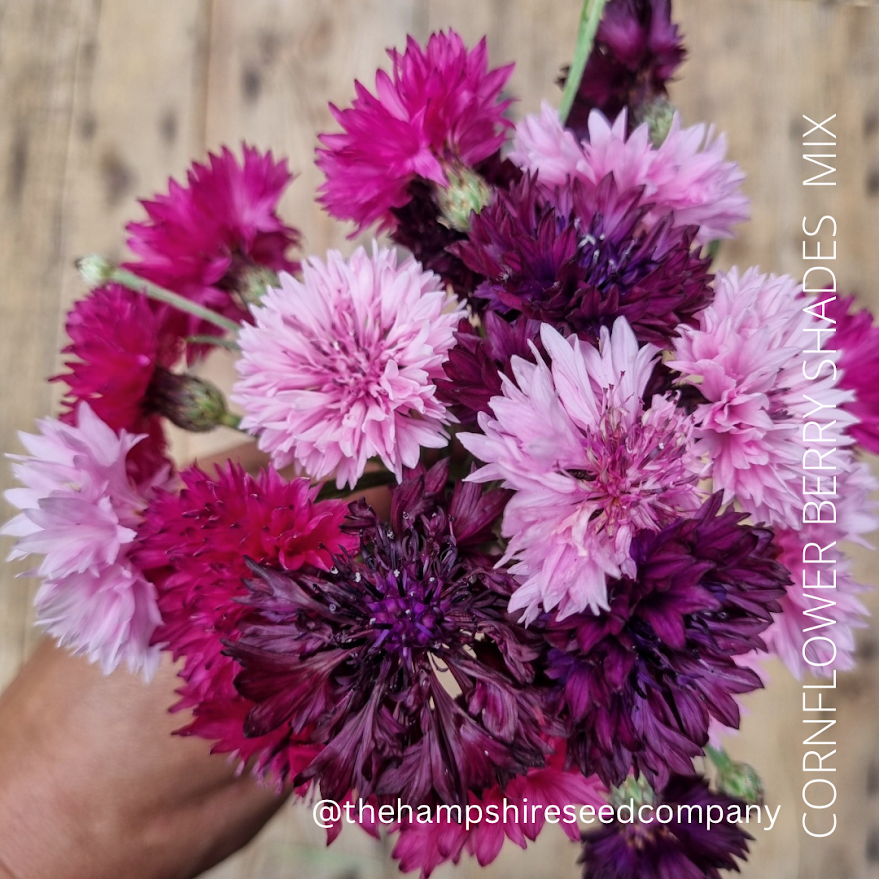 CORNFLOWER BERRY SHADES MIX
@thehampshireseedcompany